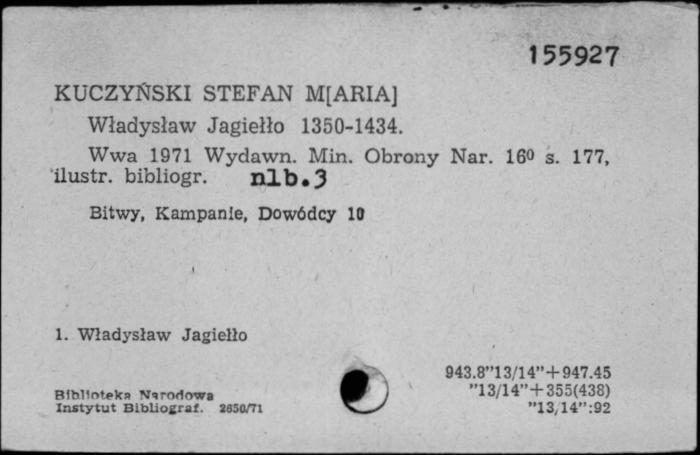 155927
KUCZYŃSKI STEFAN M[ARIA]
Władysław Jagiełło 1350-1434.
Wwa 1971 Wydawn. Min. Obrony Nar. 16⁰ s. 177,
ilustr. bibliogr. nlb.3
Bitwy, Kampanie, Dowódcy 10
1. Władysław Jagiełło
943.8"13/14"+947.45
"13/14"+355(438)
"13/14":92
Biblioteka Narodowa
Instytut Bibliograf. 2650/71